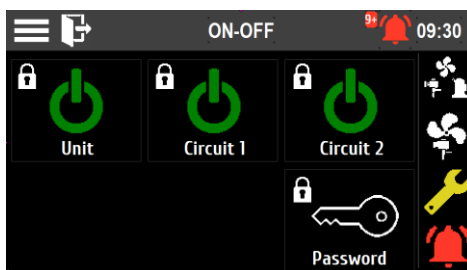 ON-OFF
9+
09:30
Unit
Circuit 1
Circuit 2
Password